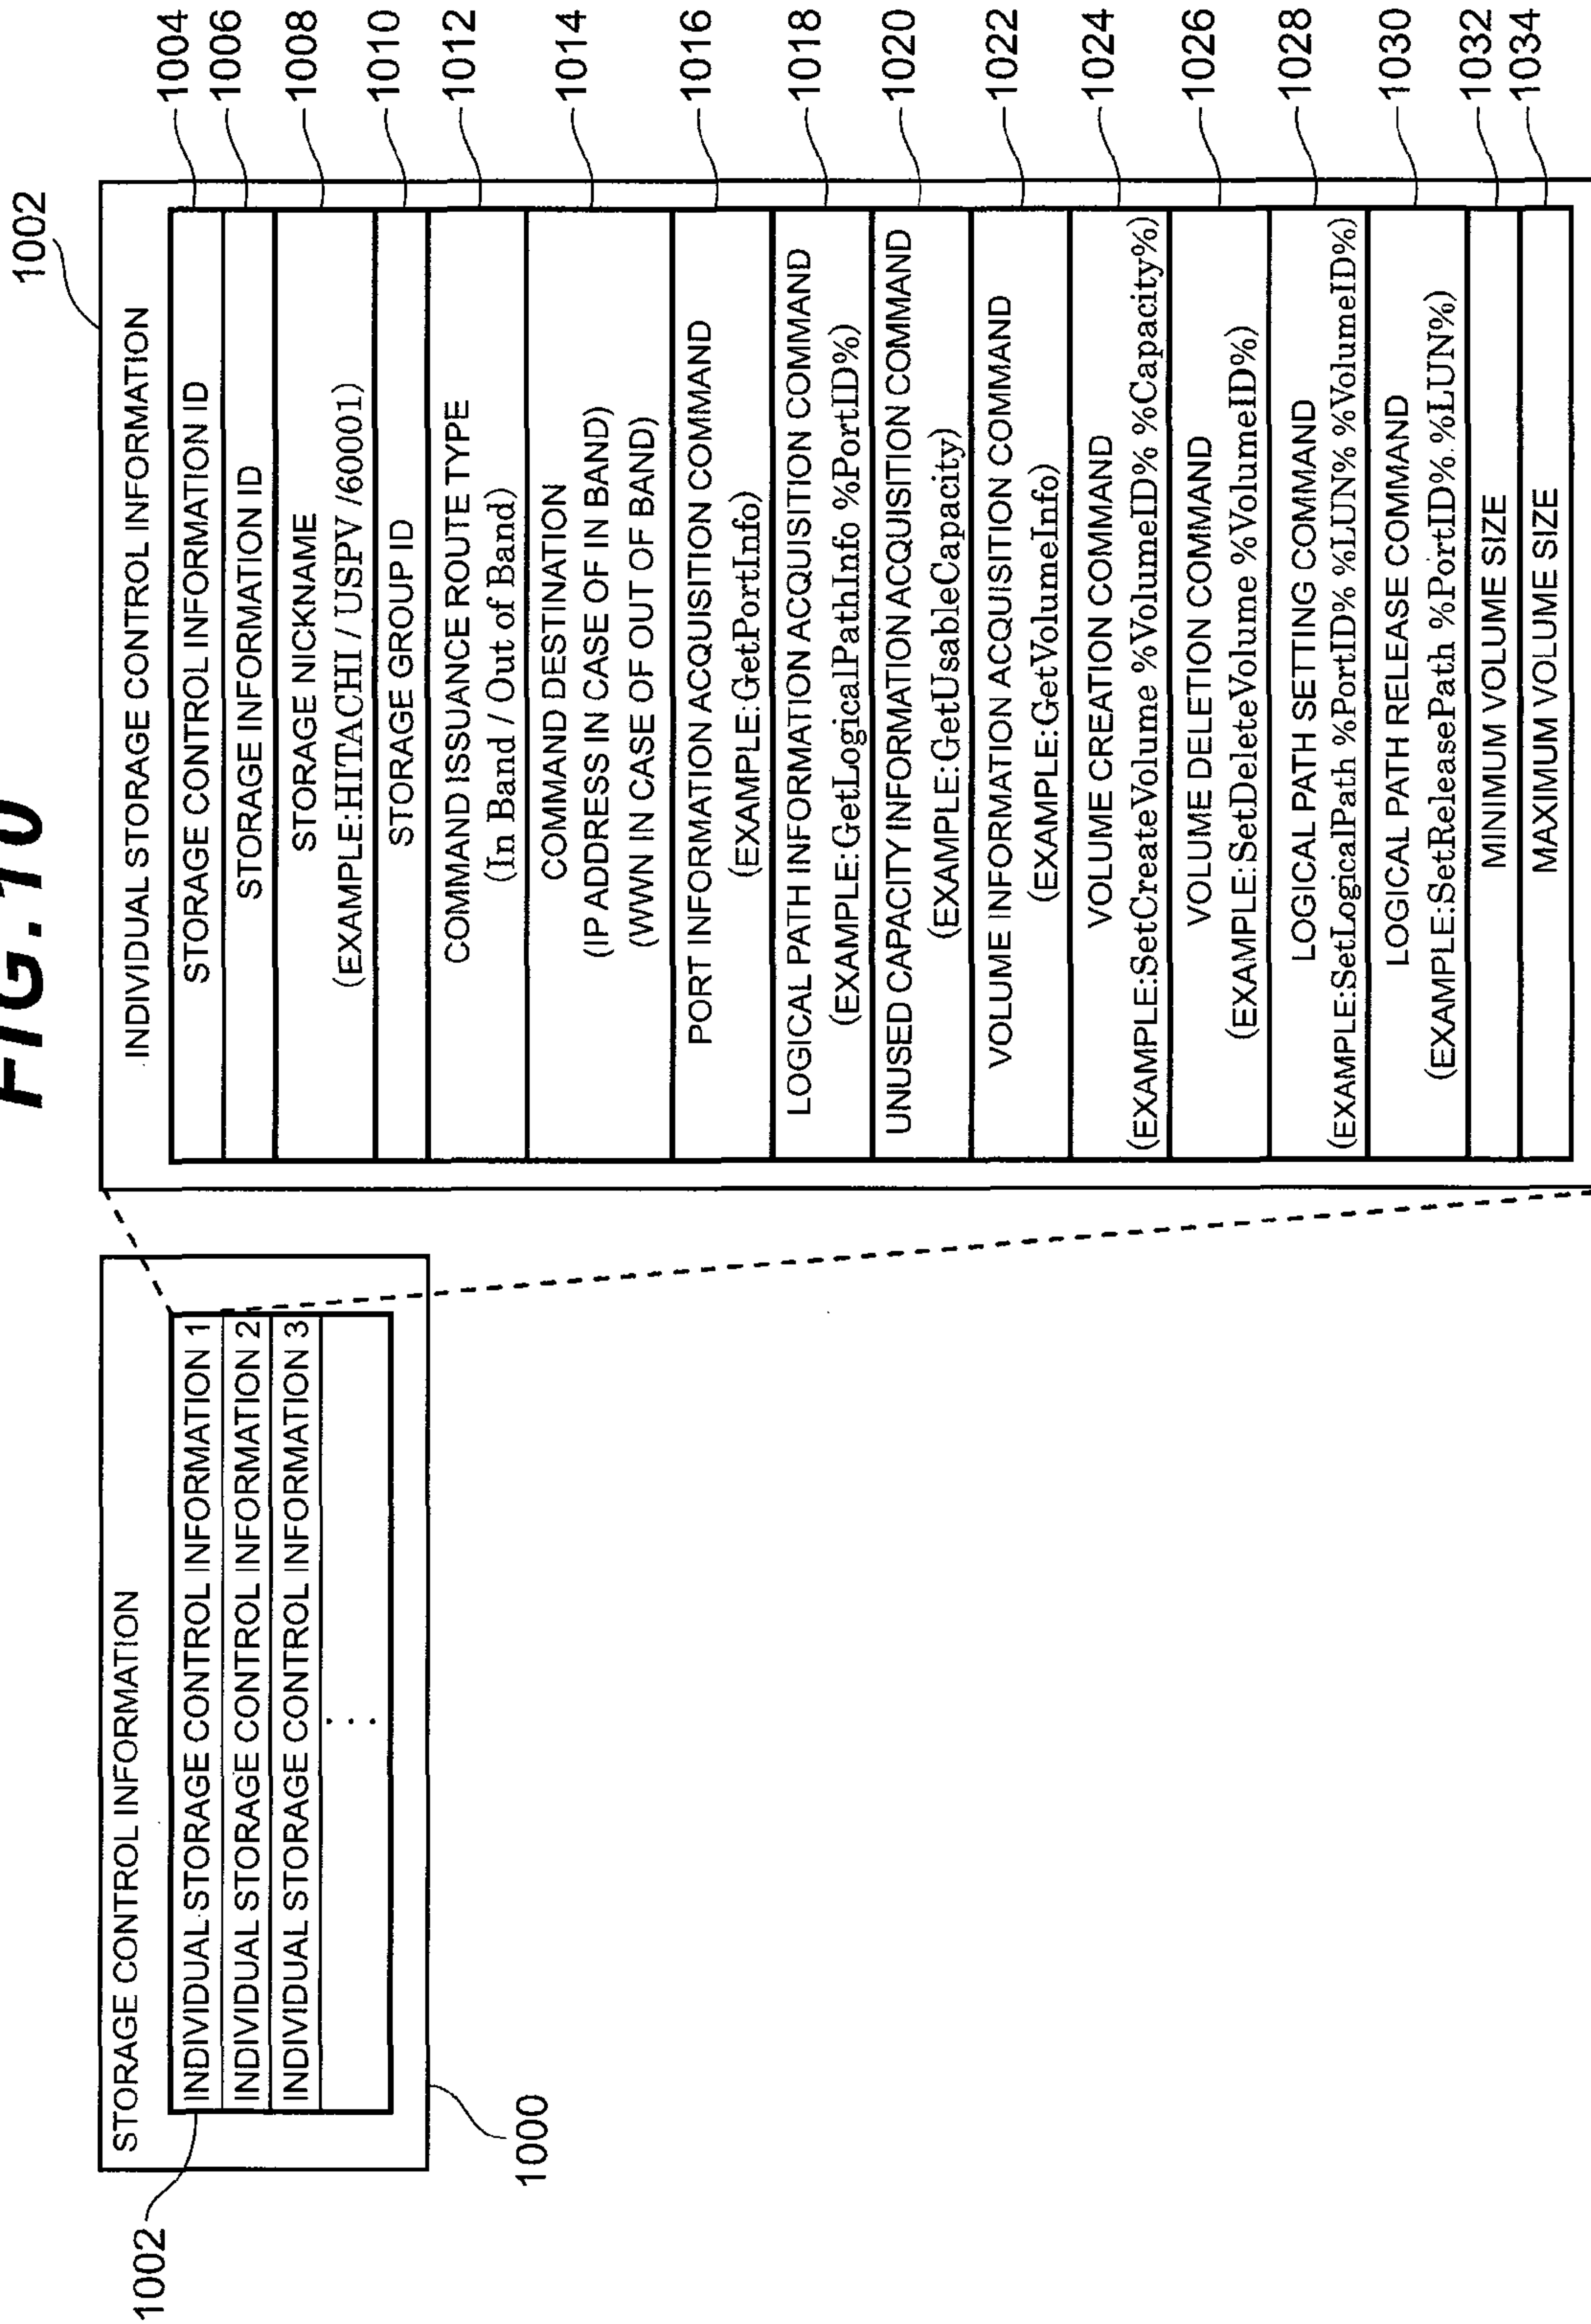 FIG.10
STORAGE CONTROL INFORMATION
1002
INDIVIDUAL STORAGE CONTROL INFORMATION 1
INDIVIDUAL STORAGE CONTROL INFORMATION 2
INDIVIDUAL STORAGE CONTROL INFORMATION 3
⋮
1000
1002
INDIVIDUAL STORAGE CONTROL INFORMATION
STORAGE CONTROL INFORMATION ID
1004
STORAGE INFORMATION ID
1006
STORAGE NICKNAME
(EXAMPLE:HITACHI / USPV /60001)
1008
STORAGE GROUP ID
1010
COMMAND ISSUANCE ROUTE TYPE
(In Band / Out of Band)
1012
COMMAND DESTINATION
(IP ADDRESS IN CASE OF IN BAND)
(WWN IN CASE OF OUT OF BAND)
1014
PORT INFORMATION ACQUISITION COMMAND
(EXAMPLE:GetPortInfo)
1016
LOGICAL PATH INFORMATION ACQUISITION COMMAND
(EXAMPLE:GetLogicalPathInfo %PortID%)
1018
UNUSED CAPACITY INFORMATION ACQUISITION COMMAND
(EXAMPLE:GetUsableCapacity)
1020
VOLUME INFORMATION ACQUISITION COMMAND
(EXAMPLE:GetVolumeInfo)
1022
VOLUME CREATION COMMAND
(EXAMPLE:SetCreateVolume %VolumeID% %Capacity%)
1024
VOLUME DELETION COMMAND
(EXAMPLE:SetDeleteVolume %VolumeID%)
1026
LOGICAL PATH SETTING COMMAND
(EXAMPLE:SetLogicalPath %PortID% %LUN% %VolumeID%)
1028
LOGICAL PATH RELEASE COMMAND
(EXAMPLE:SetReleasePath %PortID% %LUN%)
1030
MINIMUM VOLUME SIZE
1032
MAXIMUM VOLUME SIZE
1034